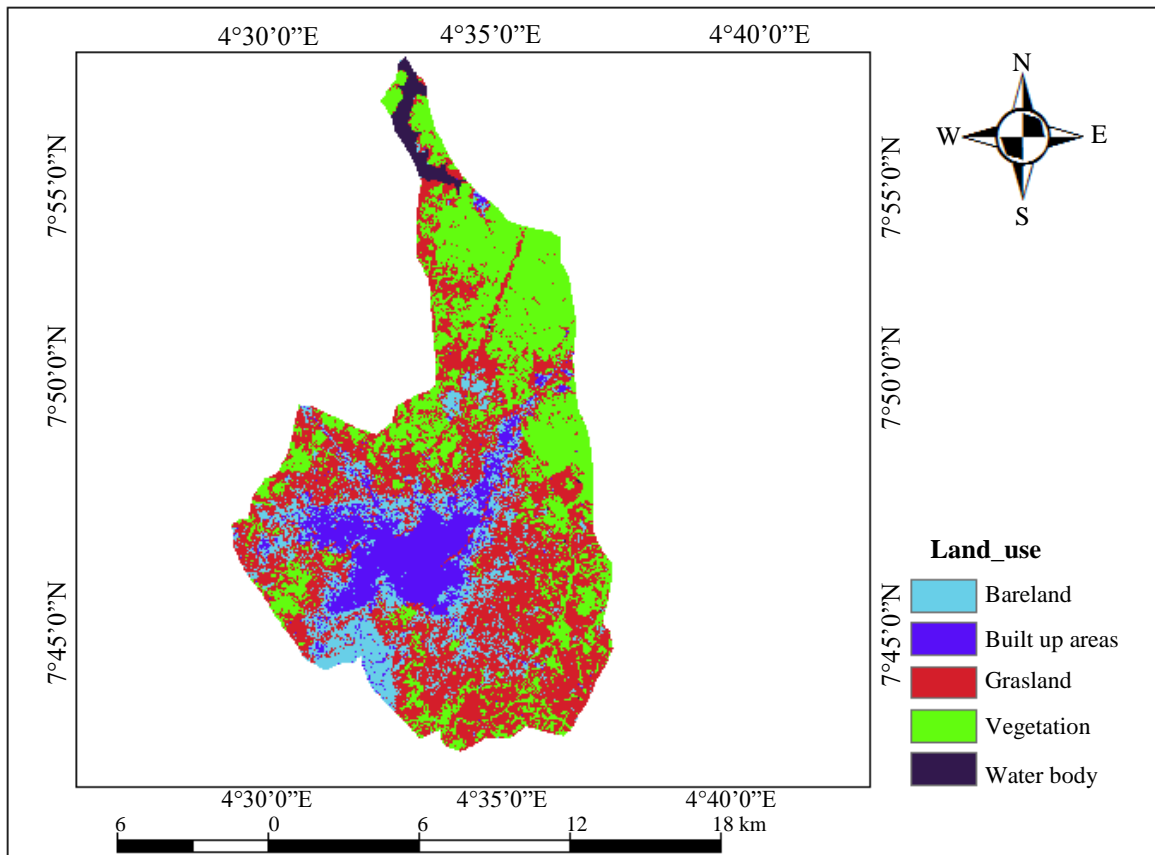 4°30’0”E 4°35’0”E 4°40’0”E
N
W E
S
7°55’0”N 7°55’0”N
7°50’0”N 7°50’0”N
7°45’0”N 7°45’0”N
Land_use
Bareland
Built up areas
Grasland
Vegetation
Water body
4°30’0”E 4°35’0”E 4°40’0”E
6 0 6 12 18 km